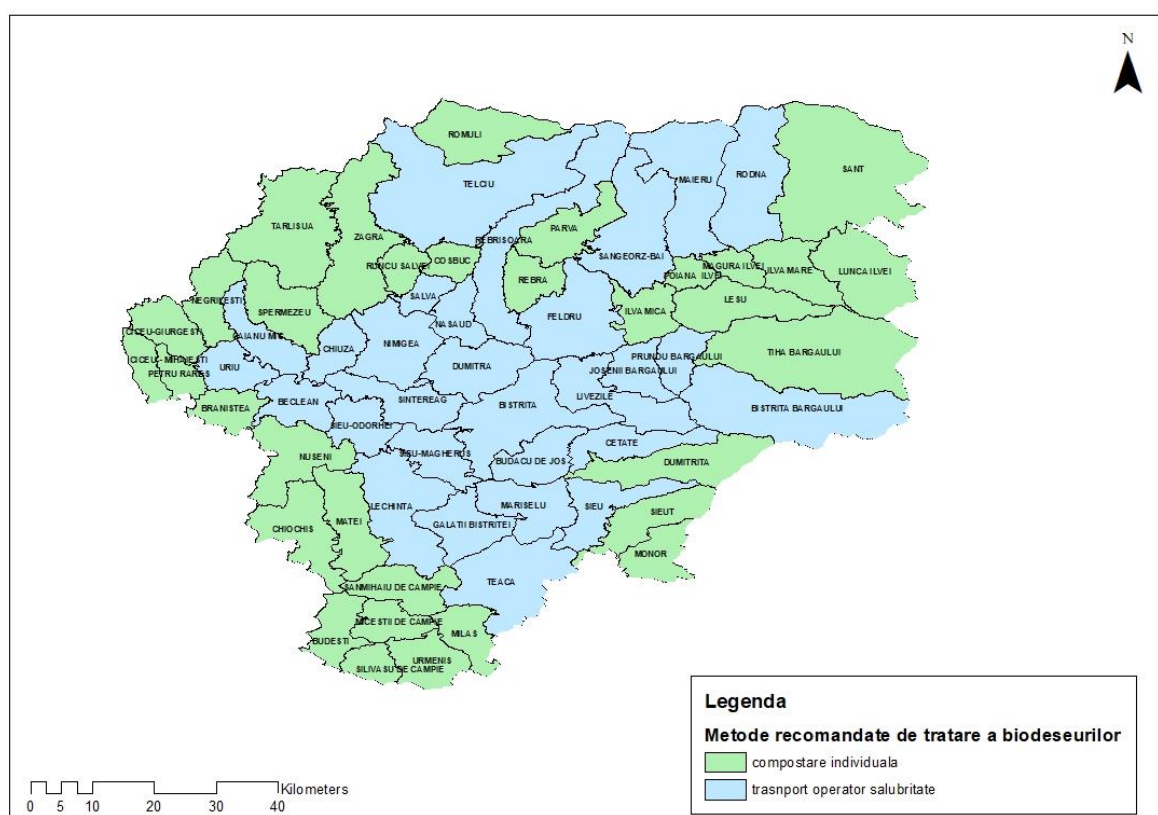 N
ROMULI
TELCIU
MAIERU
RODNA
SANT
TARLISUA
ZAGRA
PARVA
REBRISOARA
COSBUC
RUNCU SALVEI
SANGEORZ-BAI
MAGURA ILVEI
POIANA ILVEI
ILVA MARE
LUNCA ILVEI
REBRA
SALVA
NEGRILESTI
SPERMEZEU
LESU
ILVA MICA
FELDRU
NASAUD
CICEU-GIURGESTI
CAIANU MIC
CHIUZA
NIMIGEA
TIHA BARGAULUI
PRUNDU BARGAULUI
CICEU - MIHAIESTI
URIU
DUMITRA
JOSENII BARGAULUI
PETRU RARES
BECLEAN
SINTEREAG
LIVEZILE
BISTRITA
BRANISTEA
BISTRITA BARGAULUI
SIEU-ODORHEI
CETATE
SIEU-MAGHERUS
NUSENI
BUDACU DE JOS
DUMITRITA
LECHINTA
MARISELU
SIEU
SIEUT
CHIOCHIS
MATEI
GALATII BISTRITEI
MONOR
TEACA
SANMIHAIU DE CAMPIE
MICESTII DE CAMPIE
BUDESTI
MILAS
URMENIS
SILIVASU DE CAMPIE
Legenda
Metode recomandate de tratare a biodeseurilor
compostare individuala
trasnport operator salubritate
Kilometers
0 5 10 20 30 40